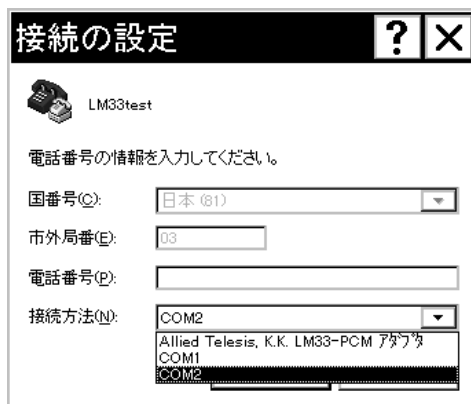 接続の設定
LM33test
電話番号の情報を入力してください。
国番号(C): 日本 (81)
市外局番(E): 03
電話番号(P):
接続方法(N): COM2
Allied Telesis, K.K. LM33-PCM アダプタ
COM1
COM2